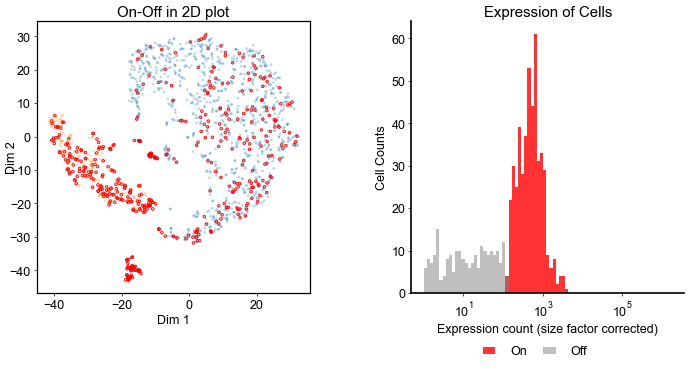 On-Off in 2D plot
30
20
10
0
−10
−20
−30
−40
Dim 2
−40
−20
0
20
Dim 1
Expression of Cells
60
50
40
30
20
10
0
Cell Counts
10^1
10^3
10^5
Expression count (size factor corrected)
On
Off